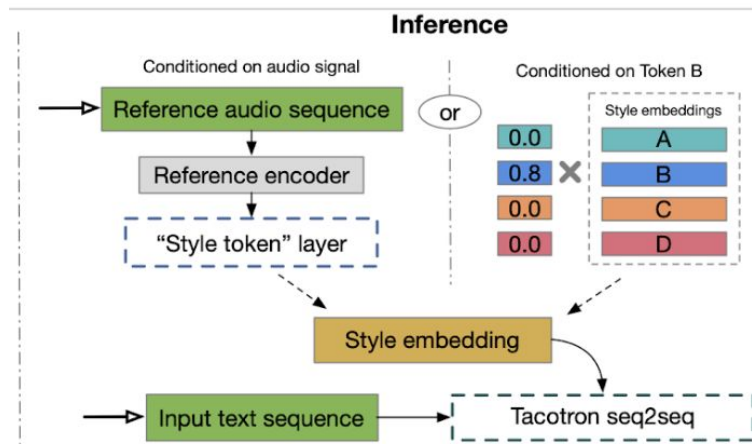 Inference
Conditioned on audio signal
Reference audio sequence
Reference encoder
“Style token” layer
or
Conditioned on Token B
Style embeddings
0.0 A
0.8 B
0.0 C
0.0 D
Style embedding
Input text sequence
Tacotron seq2seq